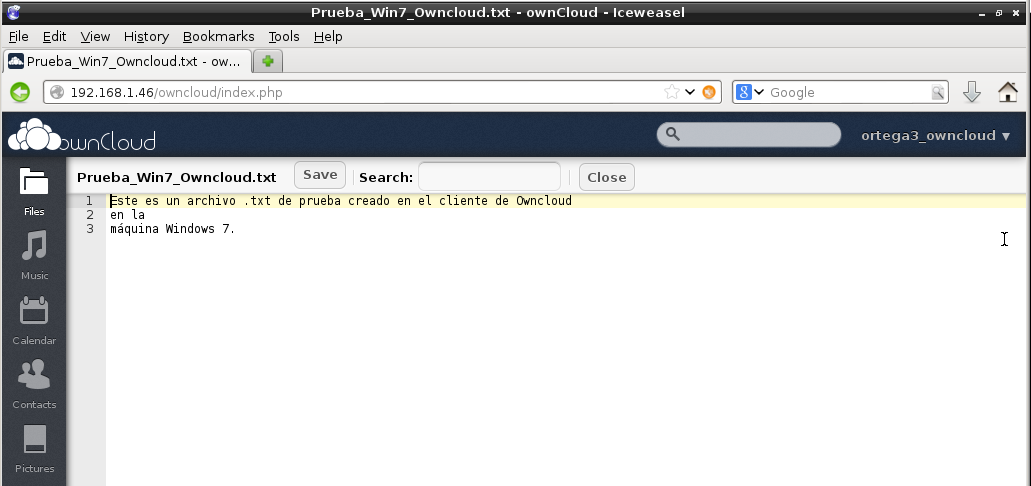 Prueba_Win7_Owncloud.txt - ownCloud - Iceweasel
File Edit View History Bookmarks Tools Help
Prueba_Win7_Owncloud.txt - ow...
192.168.1.46/owncloud/index.php
8 Google
ownCloud
ortega3_owncloud
Prueba_Win7_Owncloud.txt Save Search: Close
1 Este es un archivo .txt de prueba creado en el cliente de Owncloud
2 en la
3 máquina Windows 7.
Files
Music
Calendar
Contacts
Pictures